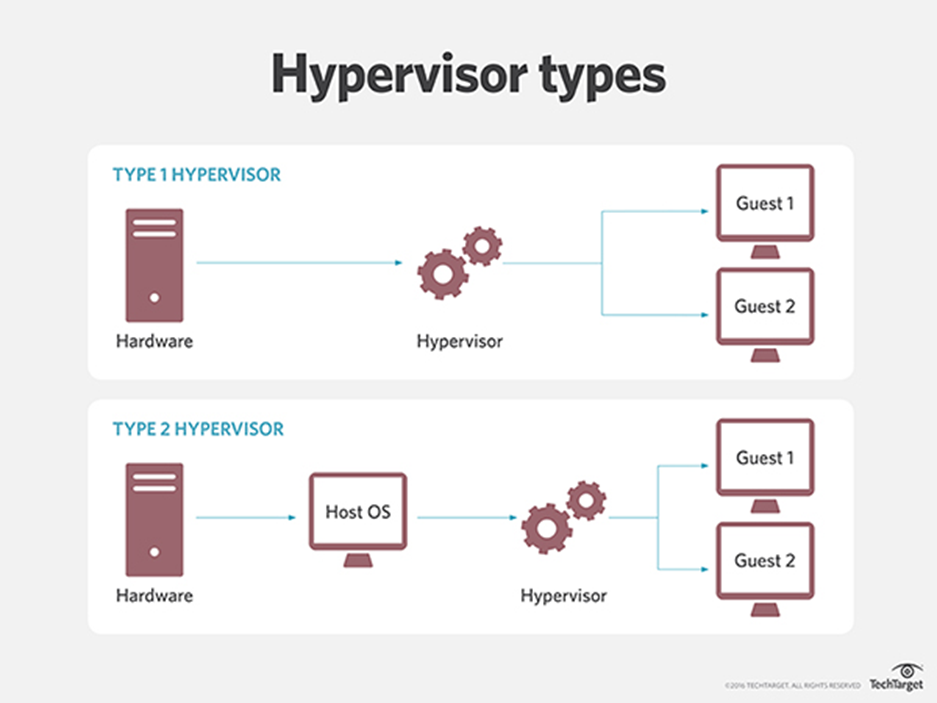 Hypervisor types
TYPE 1 HYPERVISOR
Guest 1
Guest 2
Hardware
Hypervisor
TYPE 2 HYPERVISOR
Guest 1
Host OS
Guest 2
Hardware
Hypervisor
©2016 TECHTARGET. ALL RIGHTS RESERVED
TechTarget